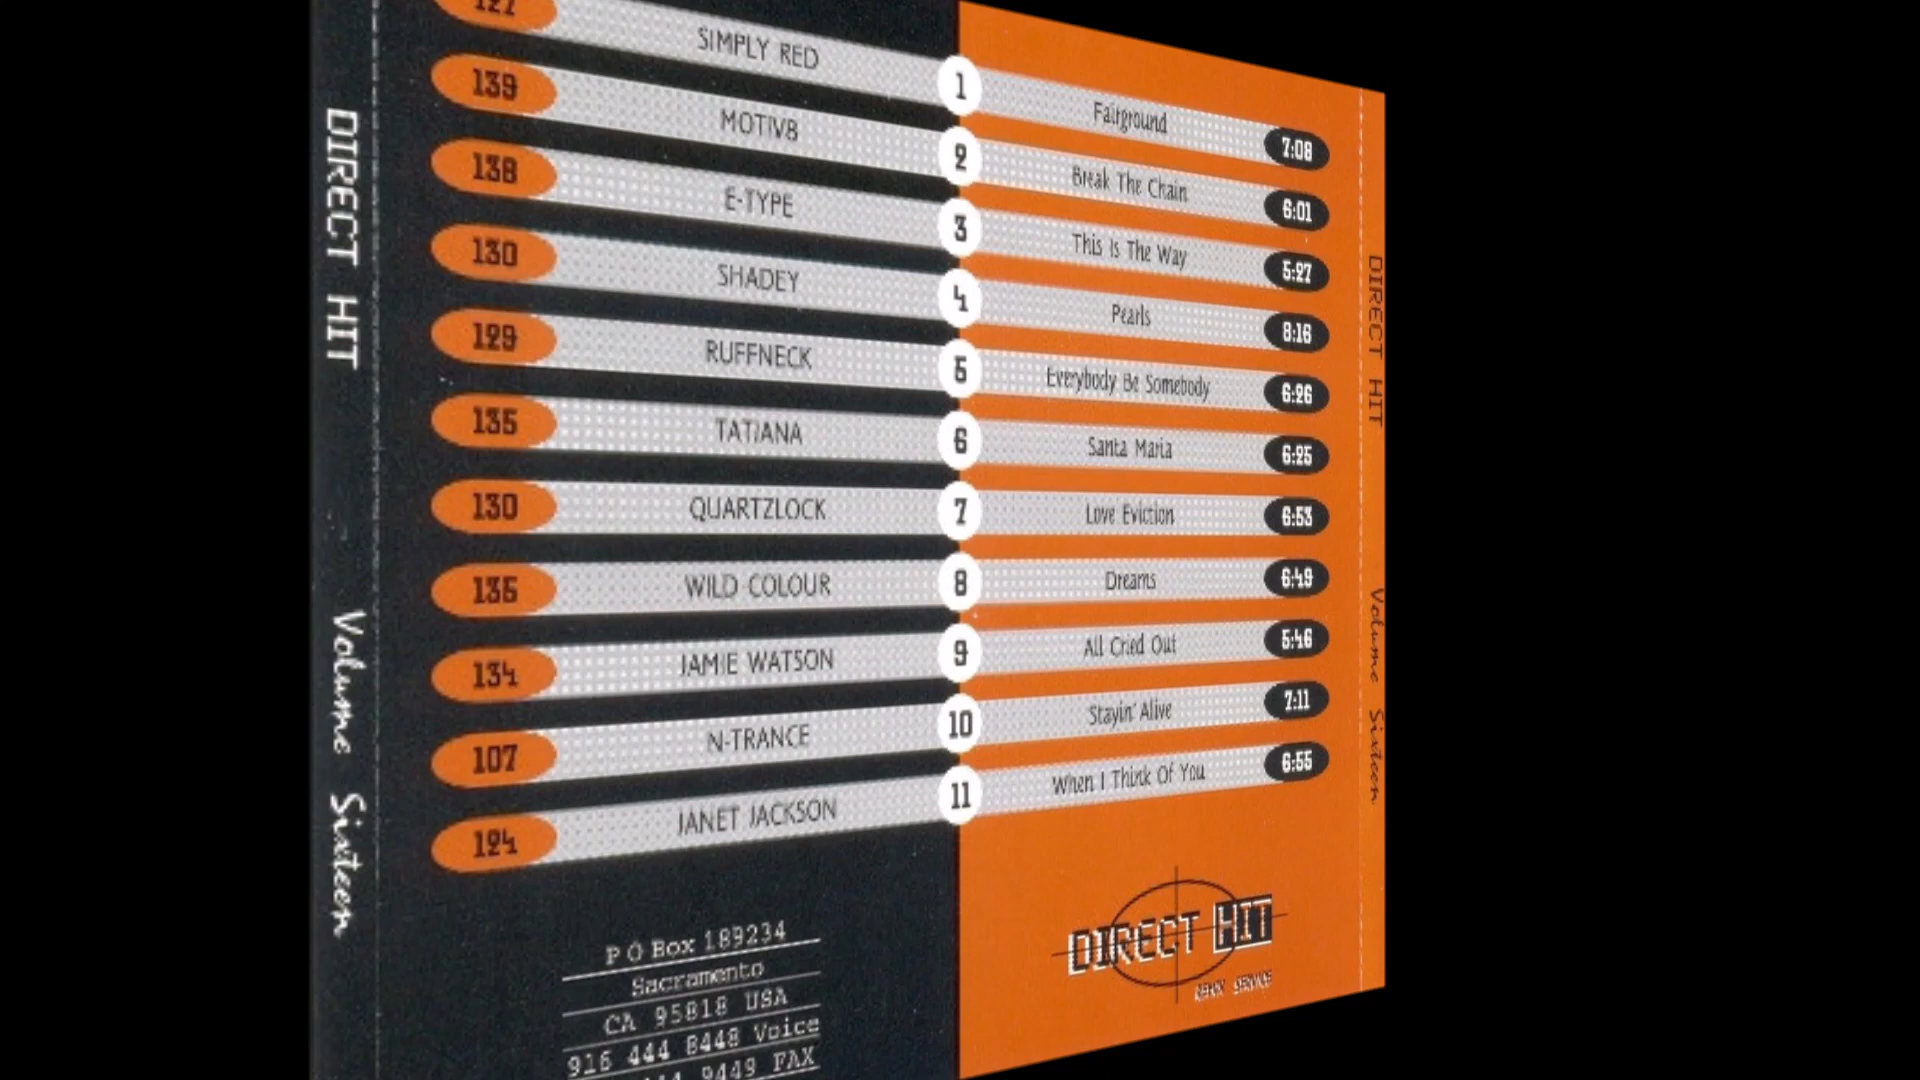 DIRECT HIT Volume Sixteen
127 SIMPLY RED 1 Fairground 7:08
139 MOTIV8 2 Break The Chain 6:01
138 E-TYPE 3 This Is The Way 5:27
130 SHADEY 4 Pearls 8:16
129 RUFFNECK 5 Everybody Be Somebody 6:26
135 TATIANA 6 Santa Maria 6:25
130 QUARTZLOCK 7 Love Eviction 6:53
136 WILD COLOUR 8 Dreams 6:49
134 JAMIE WATSON 9 All Cried Out 5:46
107 N-TRANCE 10 Stayin' Alive 7:11
124 JANET JACKSON 11 When I Think Of You 6:55
P O Box 189234
Sacramento
CA 95818 USA
916 444 8448 Voice
9449 FAX
DIRECT HIT
REMIX SERVICE
DIRECT HIT Volume Sixteen